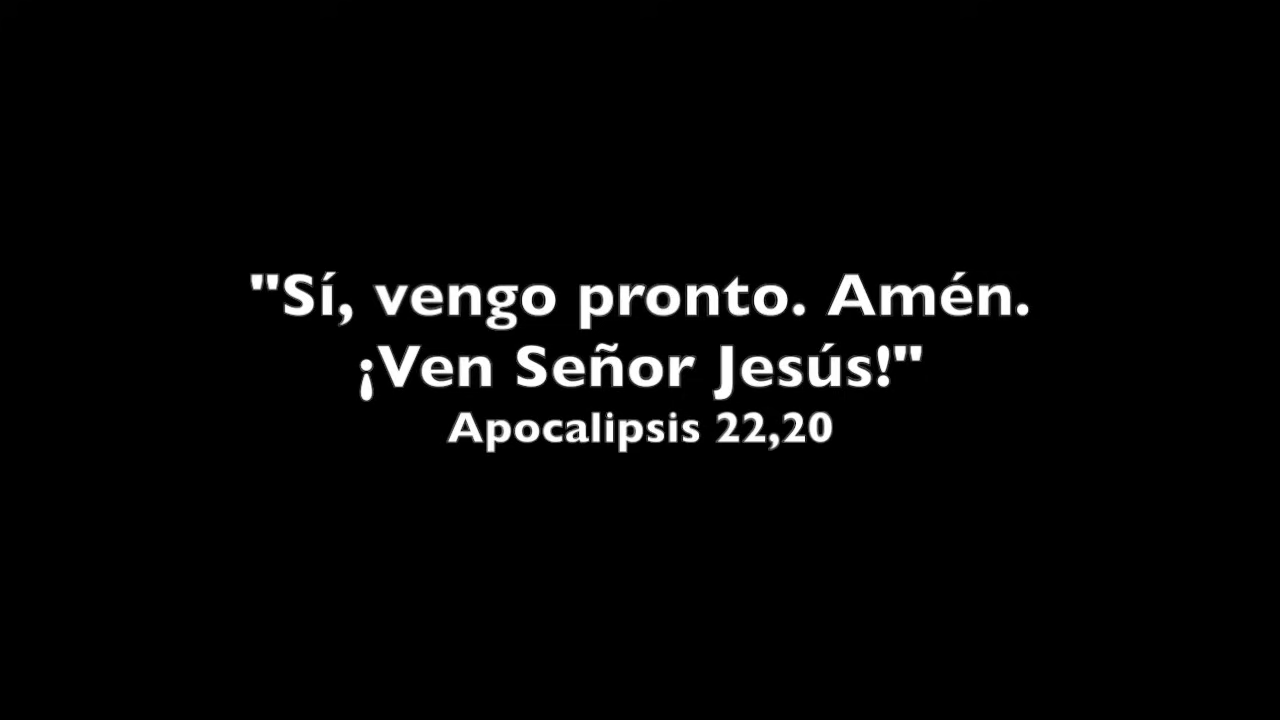 "Sí, vengo pronto. Amén.
¡Ven Señor Jesús!"
Apocalipsis 22,20